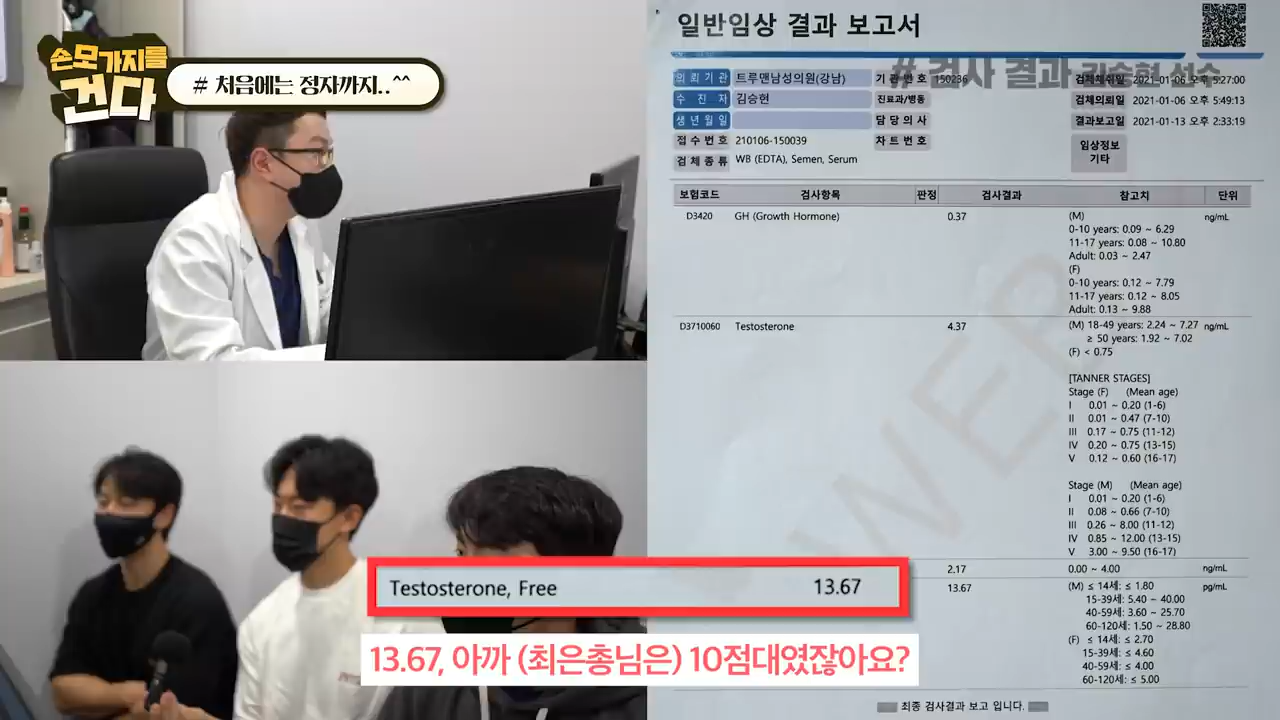 손모가지를
건다
# 처음에는 정자까지..^^
일반임상 결과 보고서
# 검사 결과 김승현 선수
의뢰기관 트루맨남성의원(강남) 기관번호 150236 검체채취일 2021-01-06 오후 5:27:00
수진자 김승현 진료과/병동 검체의뢰일 2021-01-06 오후 5:49:13
생년월일 담당의사 결과보고일 2021-01-13 오후 2:33:19
접수번호 210106-150039 차트번호 임상정보
기타
검체종류 WB (EDTA), Semen, Serum
보험코드 검사항목 판정 검사결과 참고치 단위
D3420 GH (Growth Hormone) 0.37 (M) ng/mL
0-10 years: 0.09 ~ 6.29
11-17 years: 0.08 ~ 10.80
Adult: 0.03 ~ 2.47
(F)
0-10 years: 0.12 ~ 7.79
11-17 years: 0.12 ~ 8.05
Adult: 0.13 ~ 9.88
D3710060 Testosterone 4.37 (M) 18-49 years: 2.24 ~ 7.27 ng/mL
≥ 50 years: 1.92 ~ 7.02
(F) < 0.75
[TANNER STAGES]
Stage (F) (Mean age)
I 0.01 ~ 0.20 (1-6)
II 0.01 ~ 0.47 (7-10)
III 0.17 ~ 0.75 (11-12)
IV 0.20 ~ 0.75 (13-15)
V 0.12 ~ 0.60 (16-17)
Stage (M) (Mean age)
I 0.01 ~ 0.20 (1-6)
II 0.08 ~ 0.66 (7-10)
III 0.26 ~ 8.00 (11-12)
IV 0.85 ~ 12.00 (13-15)
V 3.00 ~ 9.50 (16-17)
2.17 0.00 ~ 4.00 ng/mL
13.67 (M) ≤ 14세: ≤ 1.80 pg/mL
15-39세: 5.40 ~ 40.00
40-59세: 3.60 ~ 25.70
60-120세: 1.50 ~ 28.80
(F) ≤ 14세: ≤ 2.70
15-39세: ≤ 4.60
40-59세: ≤ 4.00
60-120세: ≤ 5.00
최종 검사결과 보고 입니다.
WEB
Testosterone, Free 13.67
13.67, 아까 (최은총님은) 10점대였잖아요?